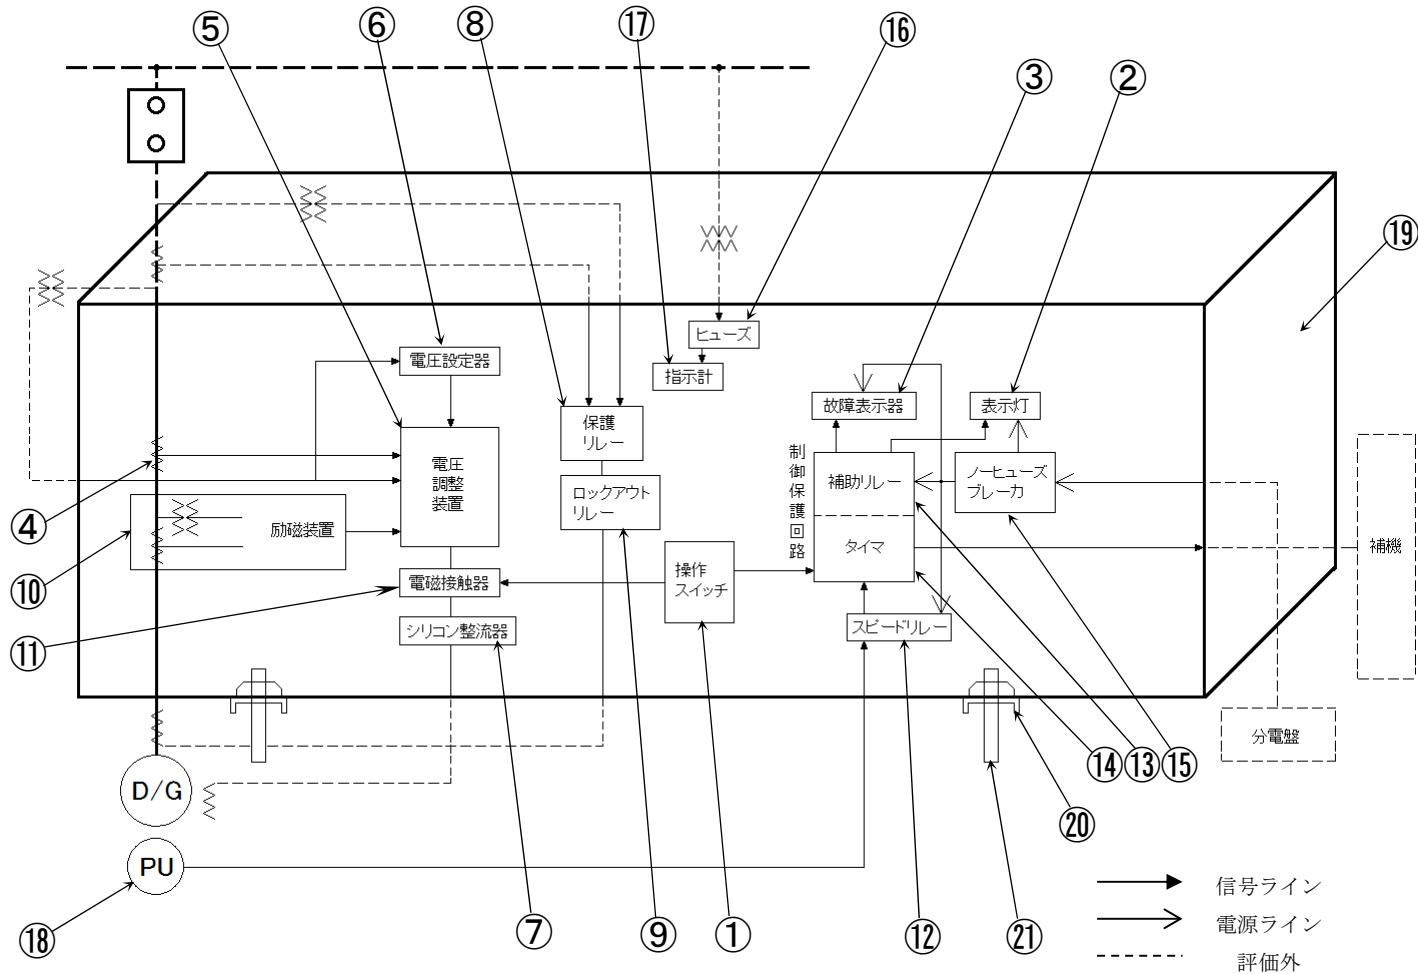 ⑤
⑥
⑧
⑰
⑯
③
②
⑲
ヒューズ
電圧設定器
指示計
故障表示器
表示灯
保護
リレー
電圧
調整
装置
制御保護回路
補助リレー
ノーヒューズ
ブレーカ
ロックアウト
リレー
④
励磁装置
タイマ
補機
⑩
電磁接触器
操作
スイッチ
⑪
シリコン整流器
スピードリレー
分電盤
⑭
⑬
⑮
D/G
⑳
PU
信号ライン
⑱
⑦
⑨
①
⑫
㉑
電源ライン
評価外